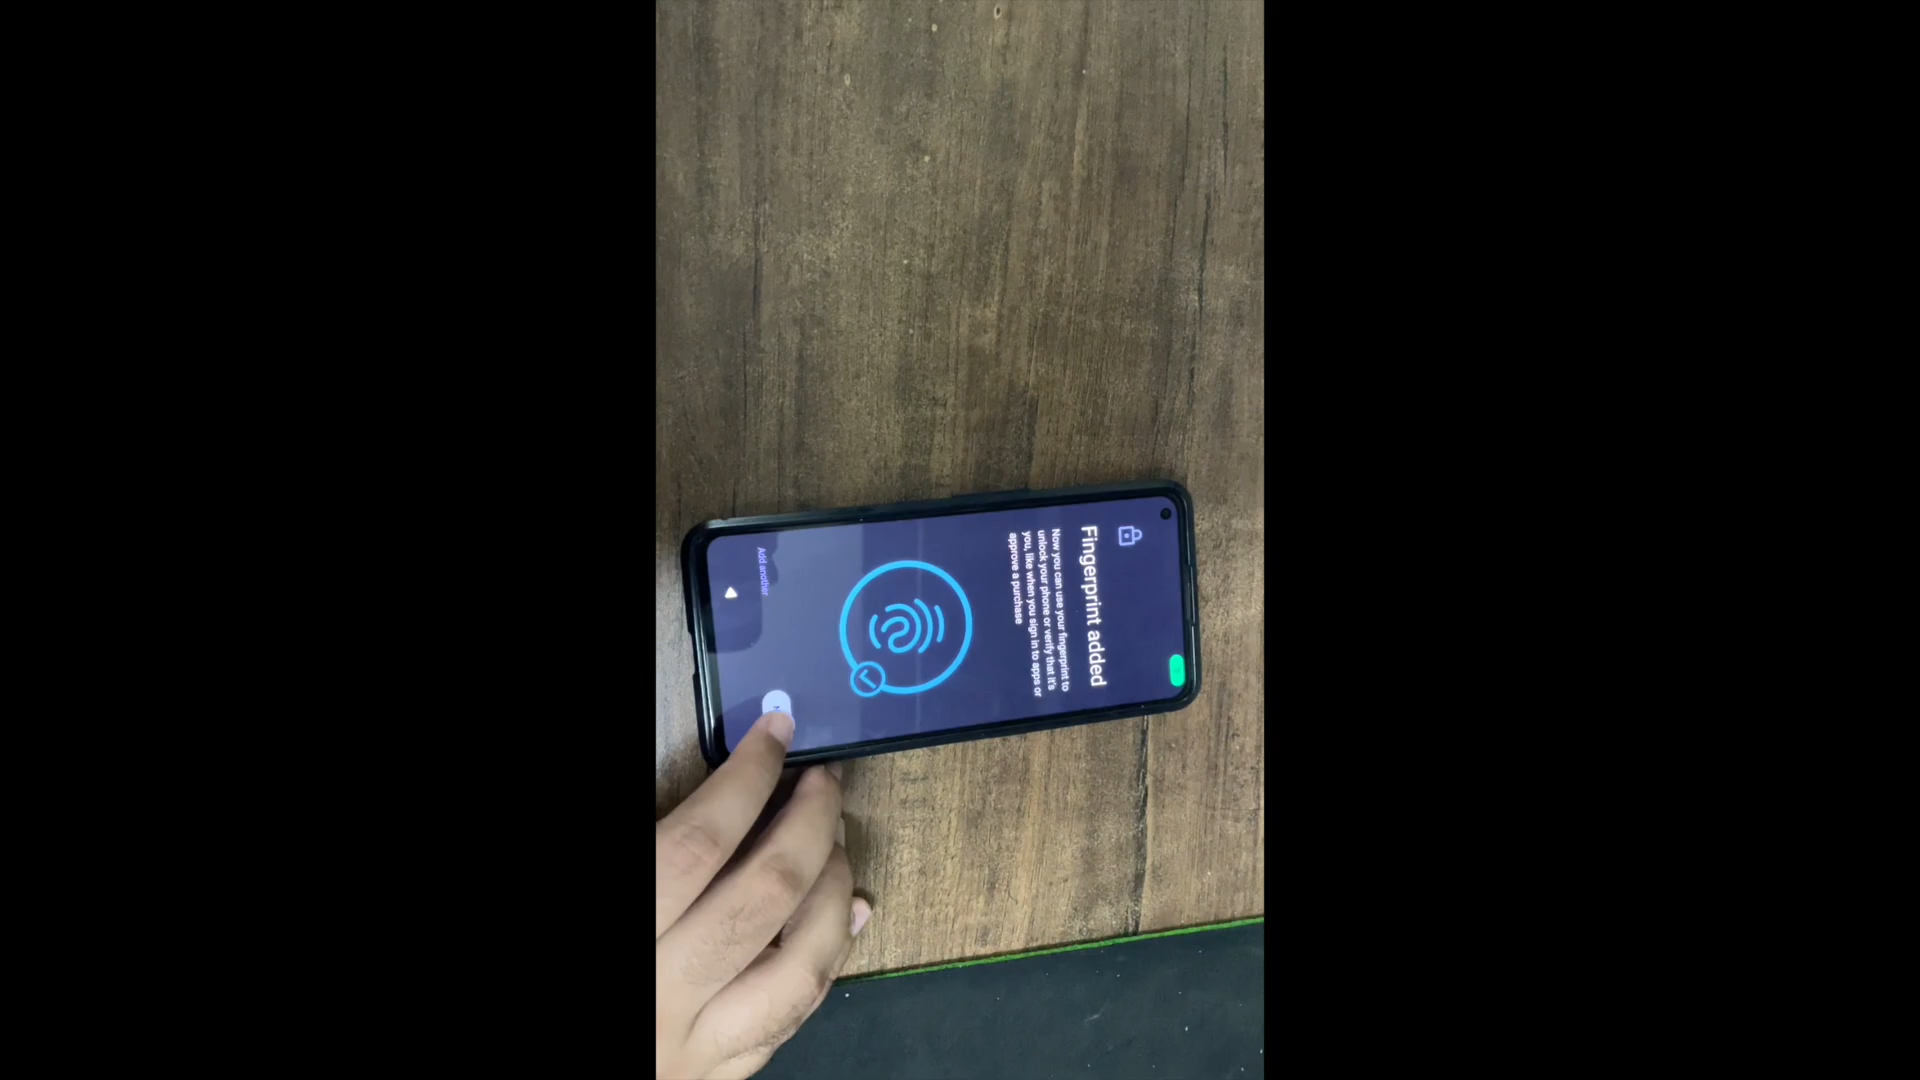 Fingerprint added
Now you can use your fingerprint to
unlock your phone or verify that it's
you, like when you sign in to apps or
approve a purchase
Add another